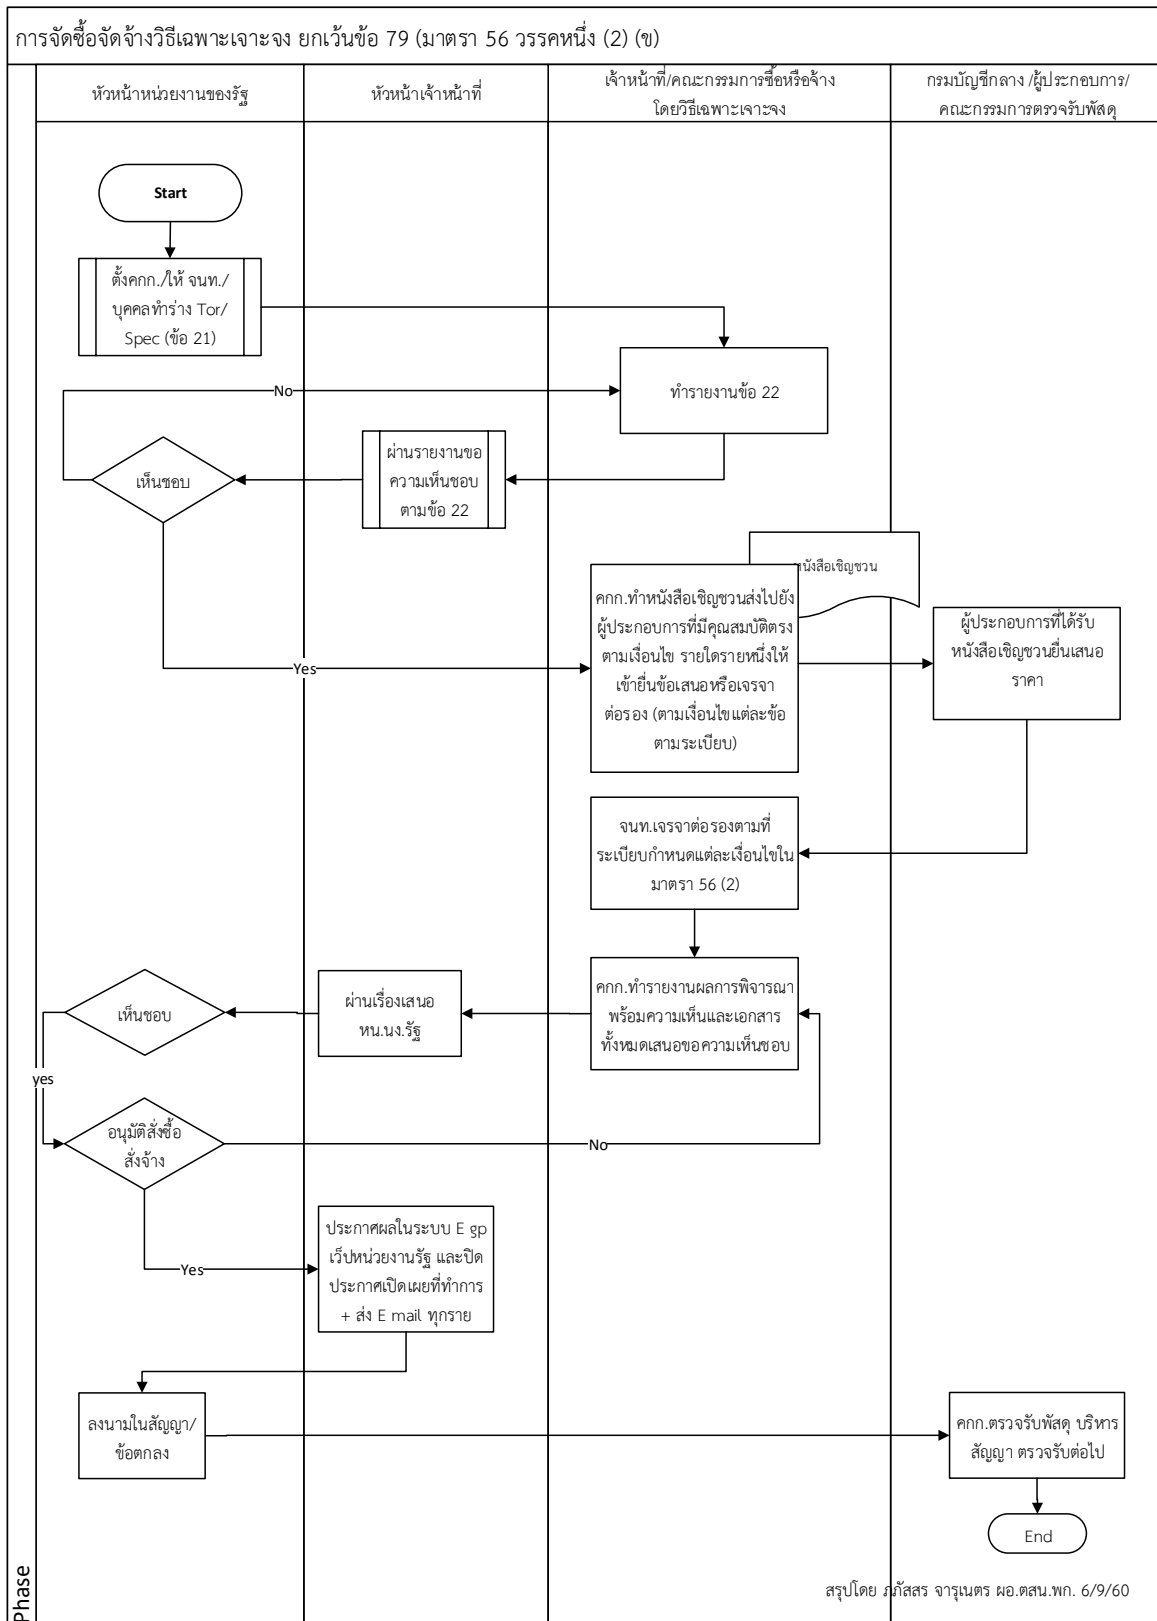 การจัดซื้อจัดจ้างวิธีเฉพาะเจาะจง ยกเว้นข้อ 79 (มาตรา 56 วรรคหนึ่ง (2) (ข)
หัวหน้าหน่วยงานของรัฐ
หัวหน้าเจ้าหน้าที่
เจ้าหน้าที่/คณะกรรมการซื้อหรือจ้าง
โดยวิธีเฉพาะเจาะจง
กรมบัญชีกลาง /ผู้ประกอบการ/
คณะกรรมการตรวจรับพัสดุ
Start
ตั้งคกก./ให้ จนท./
บุคคลทำร่าง Tor/
Spec (ข้อ 21)
ทำรายงานข้อ 22
No
ผ่านรายงานขอ
ความเห็นชอบ
ตามข้อ 22
เห็นชอบ
Yes
หนังสือเชิญชวน
คกก.ทำหนังสือเชิญชวนส่งไปยัง
ผู้ประกอบการที่มีคุณสมบัติตรง
ตามเงื่อนไข รายใดรายหนึ่งให้
เข้ายื่นข้อเสนอหรือเจรจา
ต่อรอง (ตามเงื่อนไขแต่ละข้อ
ตามระเบียบ)
ผู้ประกอบการที่ได้รับ
หนังสือเชิญชวนยื่นเสนอ
ราคา
จนท.เจรจาต่อรองตามที่
ระเบียบกำหนดแต่ละเงื่อนไขใน
มาตรา 56 (2)
คกก.ทำรายงานผลการพิจารณา
พร้อมความเห็นและเอกสาร
ทั้งหมดเสนอขอความเห็นชอบ
ผ่านเรื่องเสนอ
หน.นง.รัฐ
เห็นชอบ
yes
อนุมัติสั่งซื้อ
สั่งจ้าง
No
Yes
ประกาศผลในระบบ E gp
เว็ปหน่วยงานรัฐ และปิด
ประกาศเปิดเผยที่ทำการ
+ ส่ง E mail ทุกราย
ลงนามในสัญญา/
ข้อตกลง
คกก.ตรวจรับพัสดุ บริหาร
สัญญา ตรวจรับต่อไป
End
สรุปโดย ภภัสสร จารุเนตร ผอ.ตสน.พก. 6/9/60
Phase